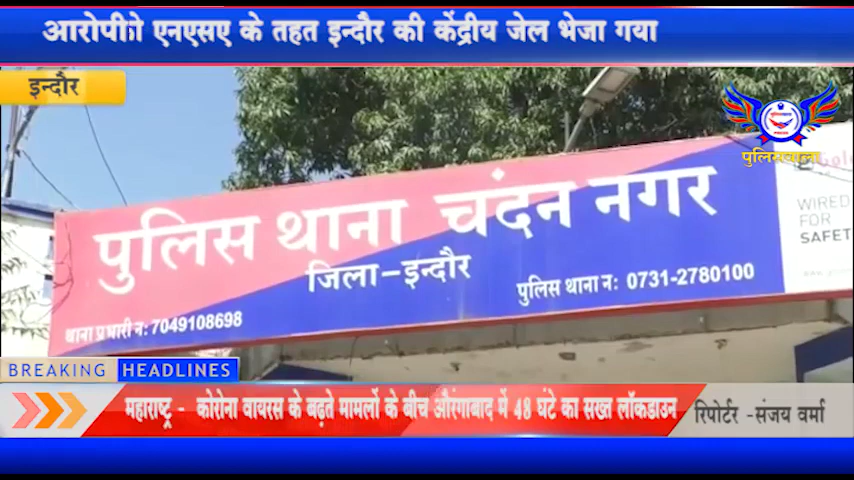 आरोपीको एनएसए के तहत इन्दौर की केंद्रीय जेल भेजा गया
इन्दौर
पुलिसवाला
पुलिस थाना चंदन नगर
जिला-इन्दौर
पुलिस थाना न: 0731-2780100
थाना प्रभारी न: 7049108698
WIRED
FOR
SAFET
BREAKING HEADLINES
महाराष्ट्र - कोरोना वायरस के बढ़ते मामलों के बीच औरंगाबाद में 48 घंटे का सख्त लॉकडाउन
रिपोर्टर -संजय वर्मा